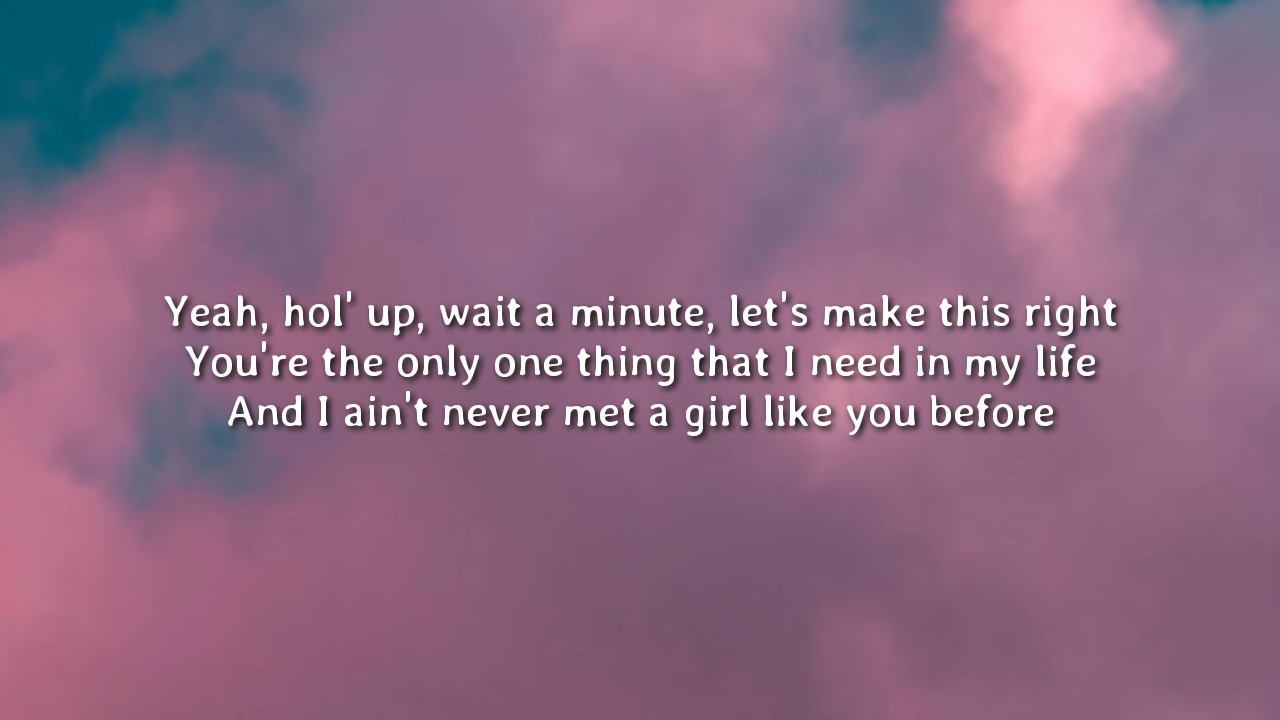 Yeah, hol' up, wait a minute, let's make this right
You're the only one thing that I need in my life
And I ain't never met a girl like you before